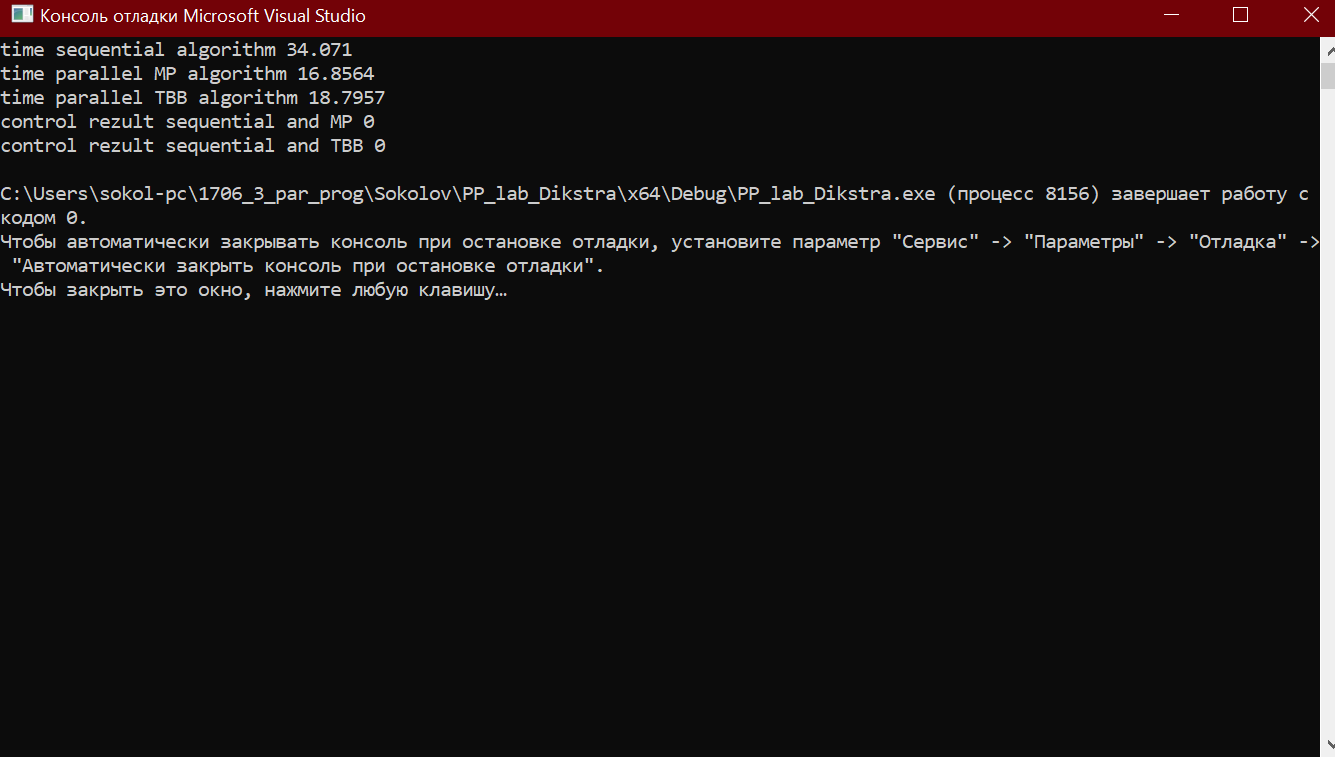 Консоль отладки Microsoft Visual Studio
time sequential algorithm 34.071
time parallel MP algorithm 16.8564
time parallel TBB algorithm 18.7957
control rezult sequential and MP 0
control rezult sequential and TBB 0
C:\Users\sokol-pc\1706_3_par_prog\Sokolov\PP_lab_Dikstra\x64\Debug\PP_lab_Dikstra.exe (процесс 8156) завершает работу с
кодом 0.
Чтобы автоматически закрывать консоль при остановке отладки, установите параметр "Сервис" -> "Параметры" -> "Отладка" ->
"Автоматически закрыть консоль при остановке отладки".
Чтобы закрыть это окно, нажмите любую клавишу…